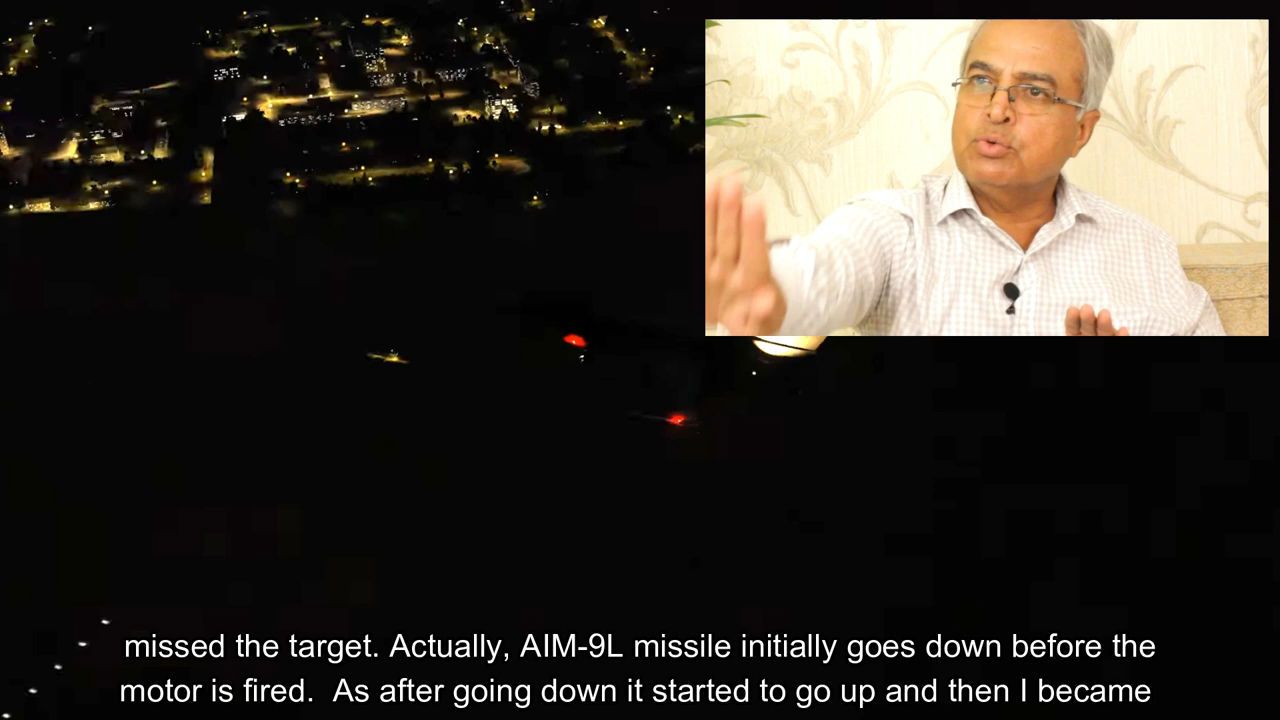 missed the target. Actually, AIM-9L missile initially goes down before the
motor is fired.  As after going down it started to go up and then I became